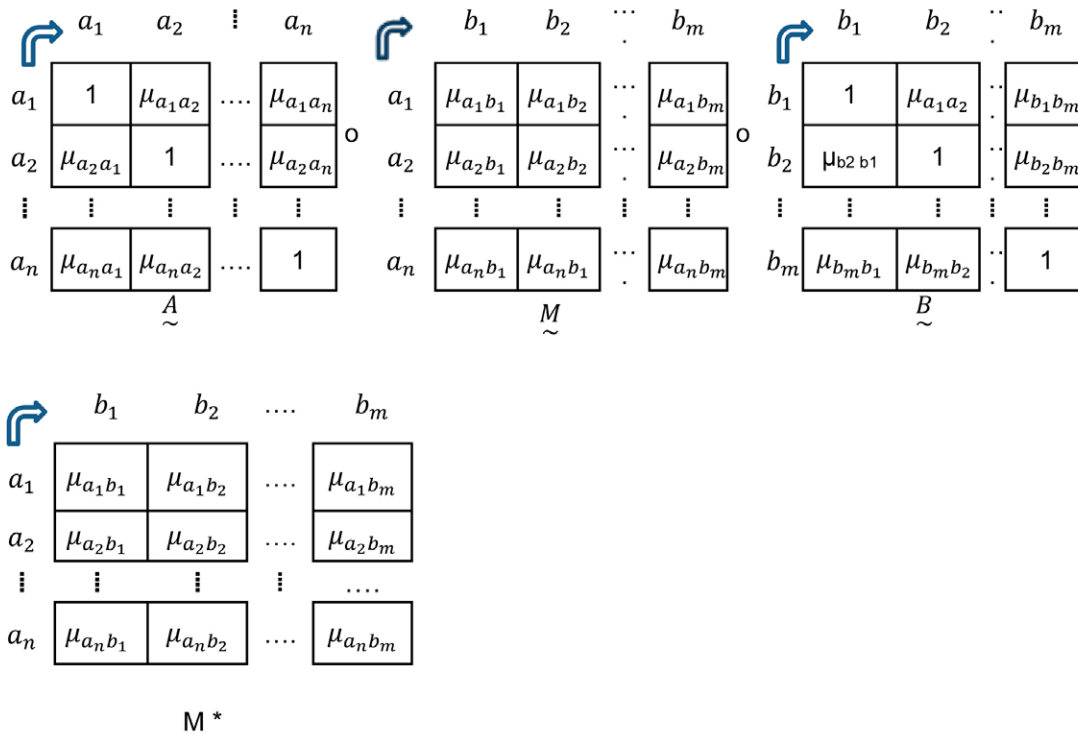 a₁ a₂ ⁞ aₙ b₁ b₂ ... . bₘ b₁ b₂ .. . bₘ
a₁ 1 μₐ₁ₐ₂ .... μₐ₁ₐₙ a₁ μₐ₁b₁ μₐ₁b₂ ... . μₐ₁bₘ b₁ 1 μₐ₁ₐ₂ .. . μb₁bₘ
o o
a₂ μₐ₂ₐ₁ 1 .... μₐ₂ₐₙ a₂ μₐ₂b₁ μₐ₂b₂ ... . μₐ₂bₘ b₂ μb2 b1 1 .. . μb₂bₘ
⁞ ⁞ ⁞ ⁞ ⁞ ⁞ ⁞ ⁞ ⁞ ⁞ ⁞ ⁞ ⁞ ⁞ ⁞
aₙ μₐₙₐ₁ μₐₙₐ₂ .... 1 aₙ μₐₙb₁ μₐₙb₁ ... . μₐₙbₘ bₘ μbₘb₁ μbₘb₂ .. . 1
A M B
~ ~ ~
b₁ b₂ .... bₘ
a₁ μₐ₁b₁ μₐ₁b₂ .... μₐ₁bₘ
a₂ μₐ₂b₁ μₐ₂b₂ .... μₐ₂bₘ
⁞ ⁞ ⁞ ⁞ ....
aₙ μₐₙb₁ μₐₙb₂ .... μₐₙbₘ
M *